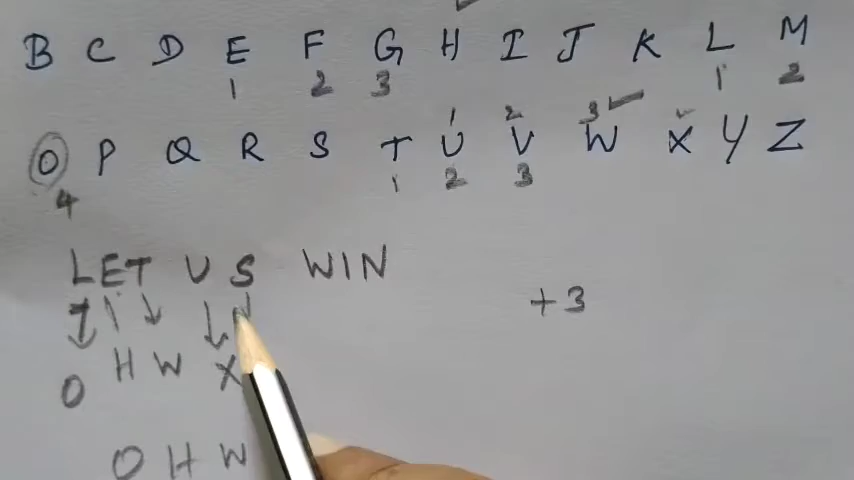 B C D E F G H I J K L M
1 2 3 1 2
1 2 3
O P Q R S T U V W X Y Z
4 1 2 3
LET US WIN
+3
O H W X
O H W